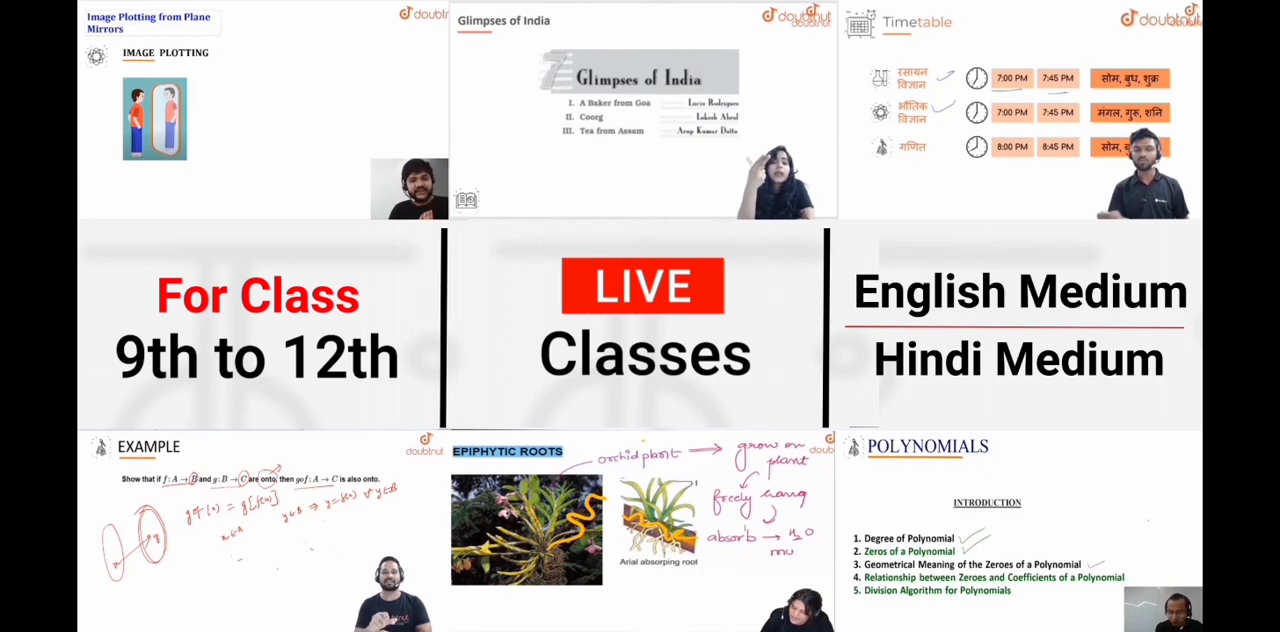 Image Plotting from Plane
Mirrors
doubtnut
IMAGE PLOTTING
Glimpses of India
doubtnut
7 Glimpses of India
I. A Baker from Goa Lucio Rodrigues
II. Coorg Lokesh Abrol
III. Tea from Assam Arup Kumar Datta
Timetable
doubtnut
रसायन
विज्ञान
7:00 PM 7:45 PM सोम, बुध, शुक्र
भौतिक
विज्ञान
7:00 PM 7:45 PM मंगल, गुरु, शनि
गणित 8:00 PM 8:45 PM सोम,
For Class
9th to 12th
LIVE
Classes
English Medium
Hindi Medium
EXAMPLE
doubtnut
Show that if f : A → B and g : B → C are onto, then gof : A → C is also onto.
gof(x) = g[f(x)]
x ∈ A
y ∈ B ⇒ y = f(x) ∀ y ∈ B
EPIPHYTIC ROOTS
doub
orchid plant → grow on
plant
freely hang
absorb → H2O
Arial absorping root
POLYNOMIALS
INTRODUCTION
1. Degree of Polynomial
2. Zeros of a Polynomial
3. Geometrical Meaning of the Zeroes of a Polynomial
4. Relationship between Zeroes and Coefficients of a Polynomial
5. Division Algorithm for Polynomials